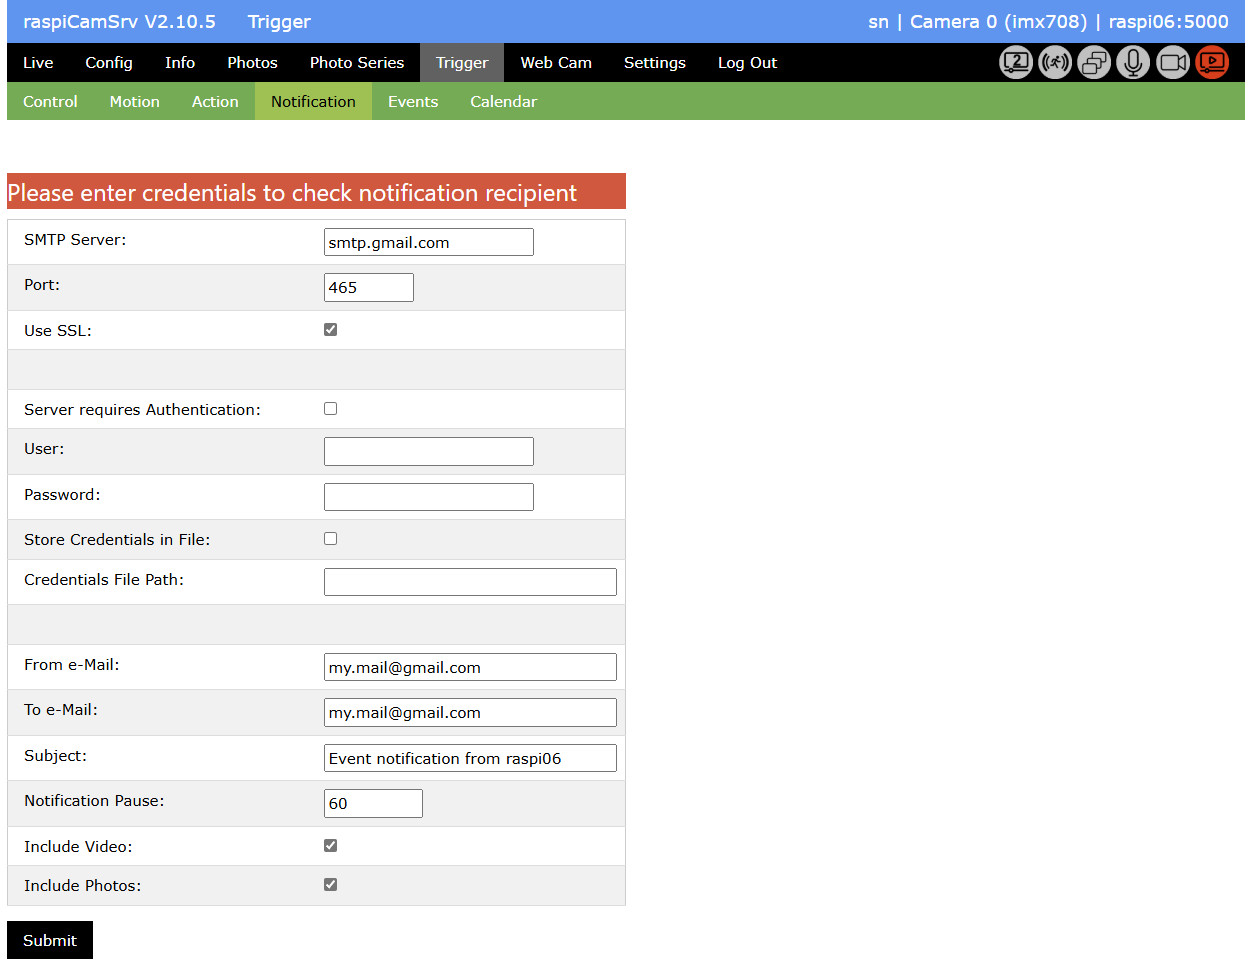 raspiCamSrv V2.10.5 Trigger sn | Camera 0 (imx708) | raspi06:5000
Live Config Info Photos Photo Series Trigger Web Cam Settings Log Out 2
Control Motion Action Notification Events Calendar
Please enter credentials to check notification recipient
SMTP Server: smtp.gmail.com
Port: 465
Use SSL:
Server requires Authentication:
User:
Password:
Store Credentials in File:
Credentials File Path:
From e-Mail: my.mail@gmail.com
To e-Mail: my.mail@gmail.com
Subject: Event notification from raspi06
Notification Pause: 60
Include Video:
Include Photos:
Submit